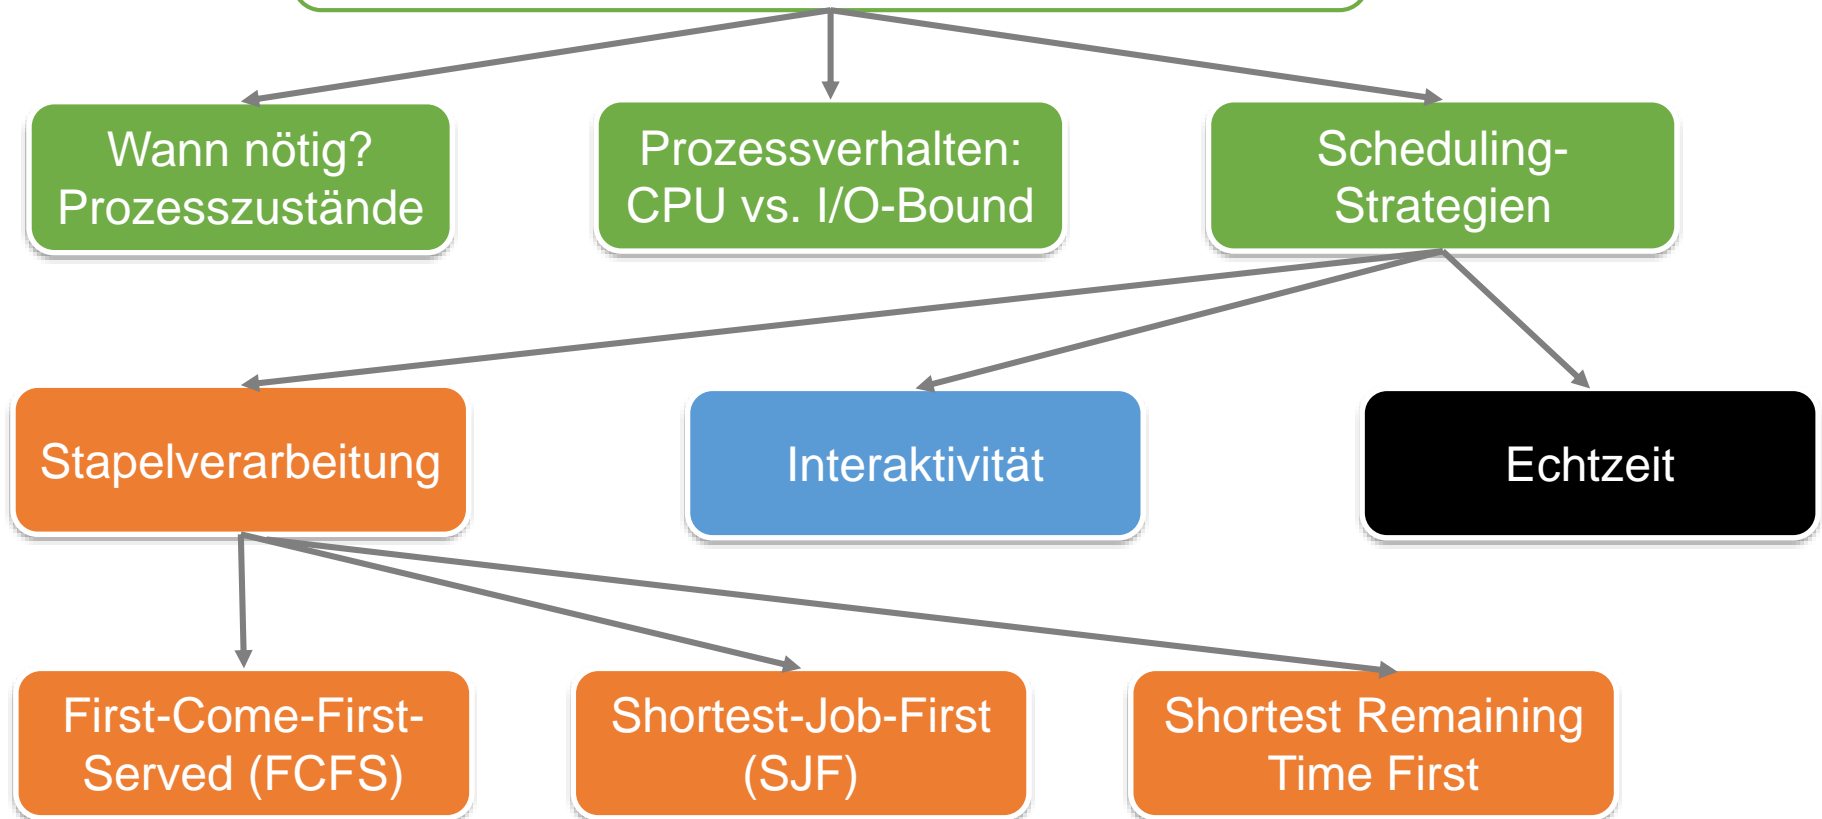 Wann nötig?
Prozesszustände
Prozessverhalten:
CPU vs. I/O-Bound
Scheduling-
Strategien
Stapelverarbeitung
Interaktivität
Echtzeit
First-Come-First-
Served (FCFS)
Shortest-Job-First
(SJF)
Shortest Remaining
Time First